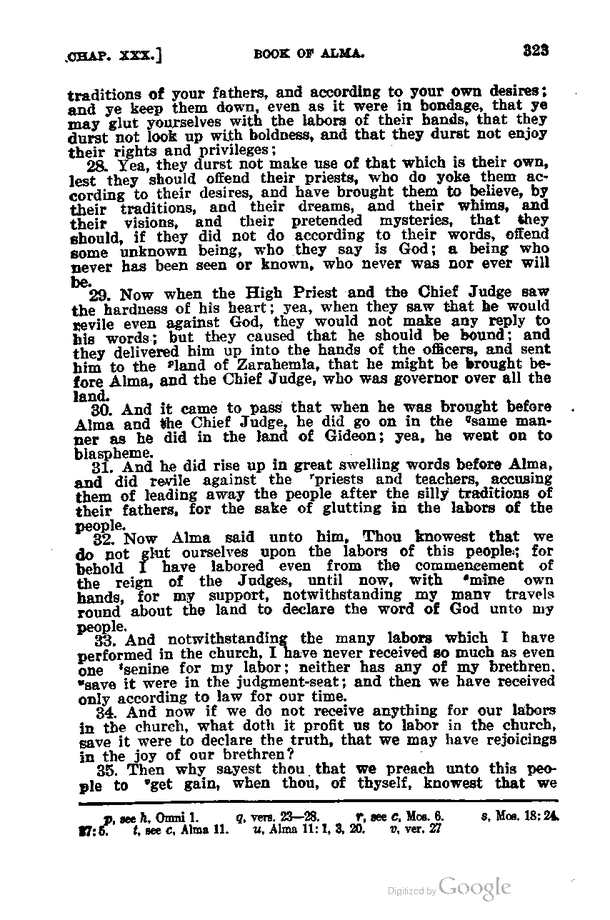 CHAP. XXX.] BOOK OF ALMA. 323
traditions of your fathers, and according to your own desires;
and ye keep them down, even as it were in bondage, that ye
may glut yourselves with the labors of their hands, that they
durst not look up with boldness, and that they durst not enjoy
their rights and privileges;
28. Yea, they durst not make use of that which is their own,
lest they should offend their priests, who do yoke them ac-
cording to their desires, and have brought them to believe, by
their traditions, and their dreams, and their whims, and
their visions, and their pretended mysteries, that they
should, if they did not do according to their words, offend
some unknown being, who they say is God; a being who
never has been seen or known, who never was nor ever will
be.
29. Now when the High Priest and the Chief Judge saw
the hardness of his heart; yea, when they saw that he would
revile even against God, they would not make any reply to
his words; but they caused that he should be bound; and
they delivered him up into the hands of the officers, and sent
him to the ᵖland of Zarahemla, that he might be brought be-
fore Alma, and the Chief Judge, who was governor over all the
land.
30. And it came to pass that when he was brought before
Alma and the Chief Judge, he did go on in the qsame man-
ner as he did in the land of Gideon; yea, he went on to
blaspheme.
31. And he did rise up in great swelling words before Alma,
and did revile against the ʳpriests and teachers, accusing
them of leading away the people after the silly traditions of
their fathers, for the sake of glutting in the labors of the
people.
32. Now Alma said unto him, Thou knowest that we
do not glut ourselves upon the labors of this people; for
behold I have labored even from the commencement of
the reign of the Judges, until now, with ˢmine own
hands, for my support, notwithstanding my many travels
round about the land to declare the word of God unto my
people.
33. And notwithstanding the many labors which I have
performed in the church, I have never received so much as even
one ᵗsenine for my labor; neither has any of my brethren.
ᵘsave it were in the judgment-seat; and then we have received
only according to law for our time.
34. And now if we do not receive anything for our labors
in the church, what doth it profit us to labor in the church,
save it were to declare the truth, that we may have rejoicings
in the joy of our brethren?
35. Then why sayest thou that we preach unto this peo-
ple to ᵛget gain, when thou, of thyself, knowest that we
p, see h, Omni 1. q, vers. 23—28. r, see c, Mos. 6. s, Mos. 18:24.
27:5. t, see c, Alma 11. u, Alma 11:1, 3, 20. v, ver. 27
Digitized by Google